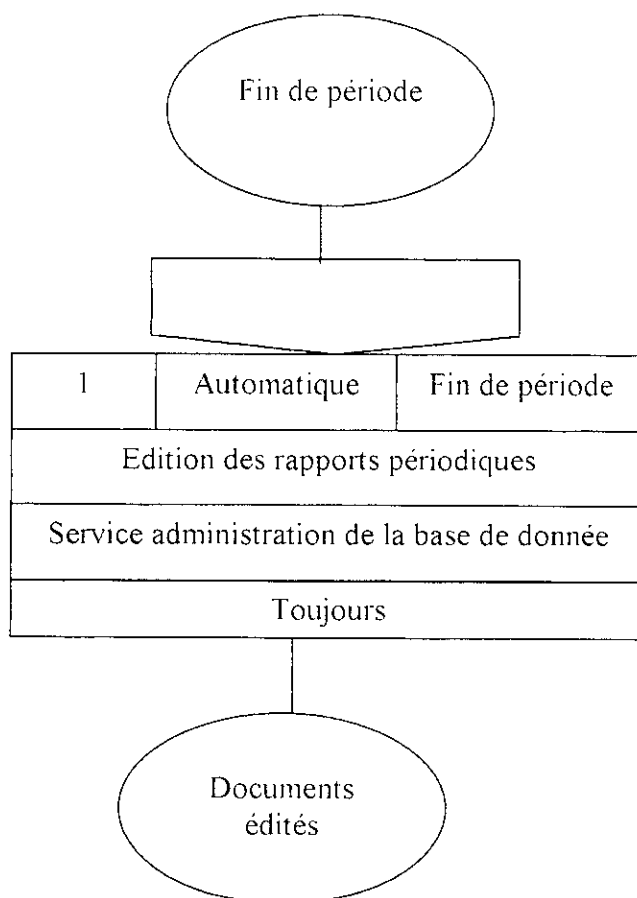 Fin de période
1 Automatique Fin de période
Edition des rapports périodiques
Service administration de la base de donnée
Toujours
Documents
édités